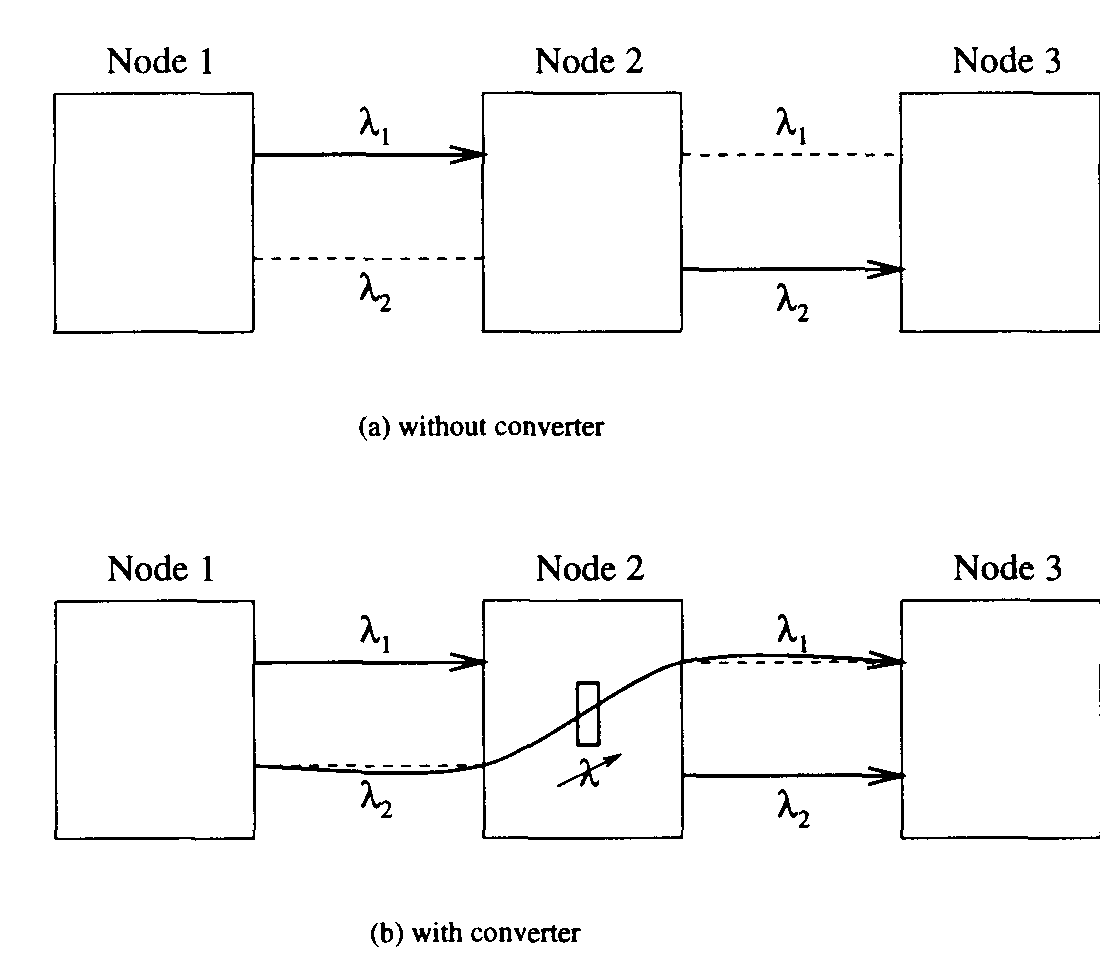 Node 1 Node 2 Node 3
λ1 λ1
λ2 λ2
(a) without converter
Node 1 Node 2 Node 3
λ1 λ1
λ
λ2 λ2
(b) with converter